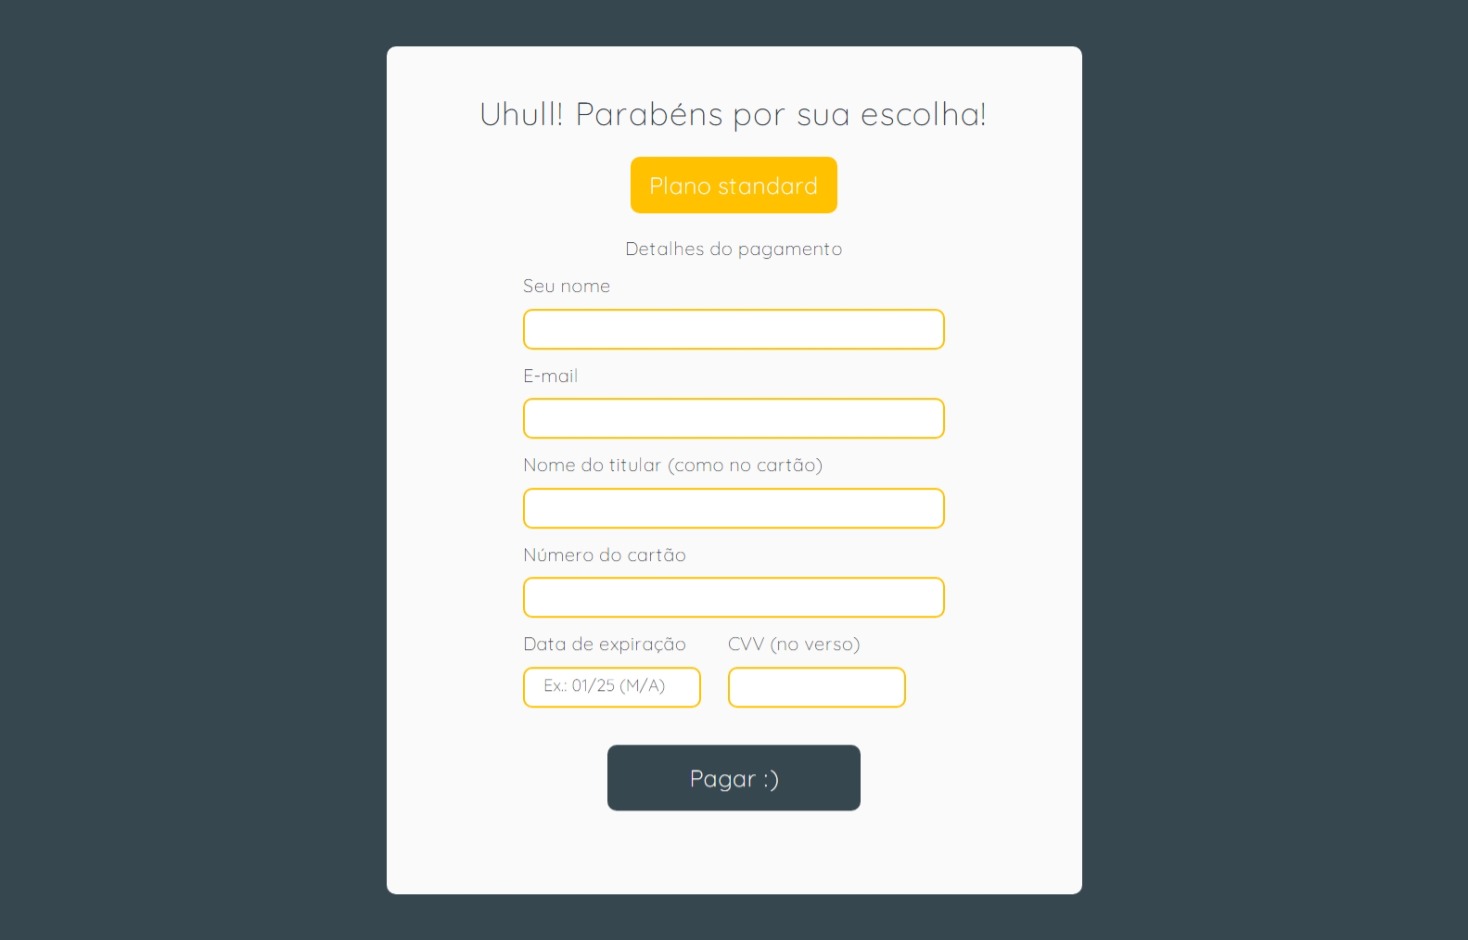 Uhull! Parabéns por sua escolha!
Plano standard
Detalhes do pagamento
Seu nome
E-mail
Nome do titular (como no cartão)
Número do cartão
Data de expiração
CVV (no verso)
Ex.: 01/25 (M/A)
Pagar :)